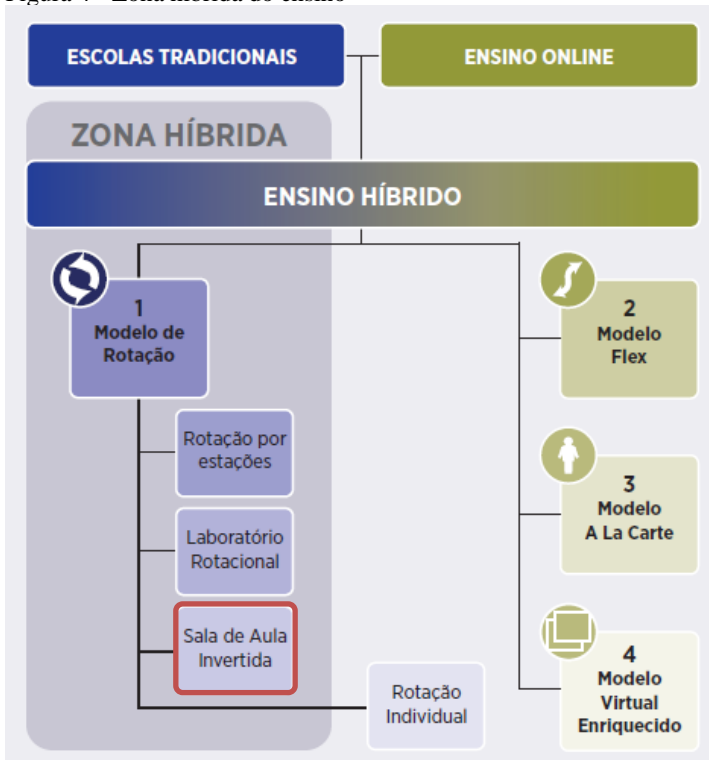 ESCOLAS TRADICIONAIS
ENSINO ONLINE
ZONA HÍBRIDA
ENSINO HÍBRIDO
1
Modelo de
Rotação
Rotação por
estações
Laboratório
Rotacional
Sala de Aula
Invertida
Rotação
Individual
2
Modelo
Flex
3
Modelo
A La Carte
4
Modelo
Virtual
Enriquecido